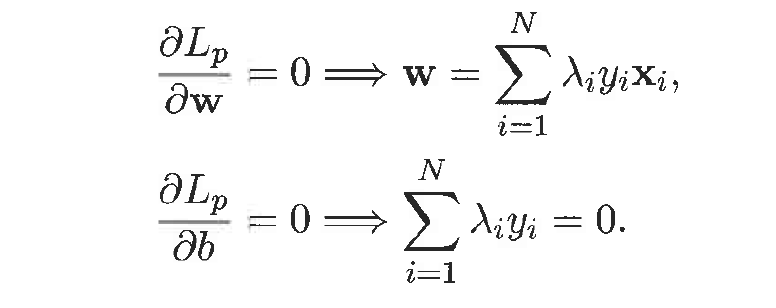 ∂L_p/∂w = 0 ⟹ w = ∑_{i=1}^{N} λ_i y_i x_i,
∂L_p/∂b = 0 ⟹ ∑_{i=1}^{N} λ_i y_i = 0.